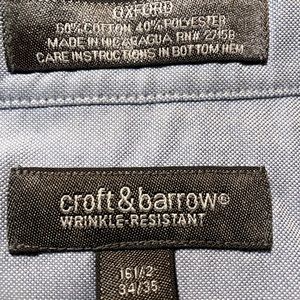 OXFORD
60% COTTON 40% POLYESTER
MADE IN NICARAGUA RN# 27158
CARE INSTRUCTIONS IN BOTTOM HEM
croft&barrow®
WRINKLE-RESISTANT
16 1/2
34/35